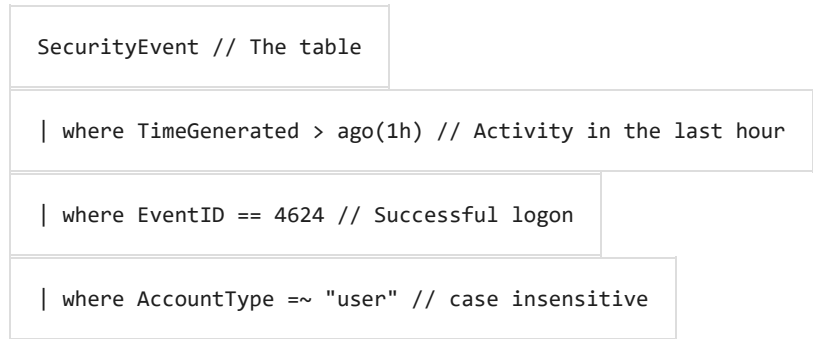 SecurityEvent // The table
| where TimeGenerated > ago(1h) // Activity in the last hour
| where EventID == 4624 // Successful logon
| where AccountType =~ "user" // case insensitive